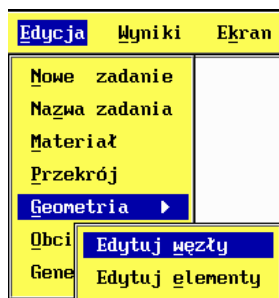 Edycja Wyniki Ekran
Nowe zadanie
Nazwa zadania
Materiał
Przekrój
Geometria
Obci
Edytuj węzły
Gene
Edytuj elementy